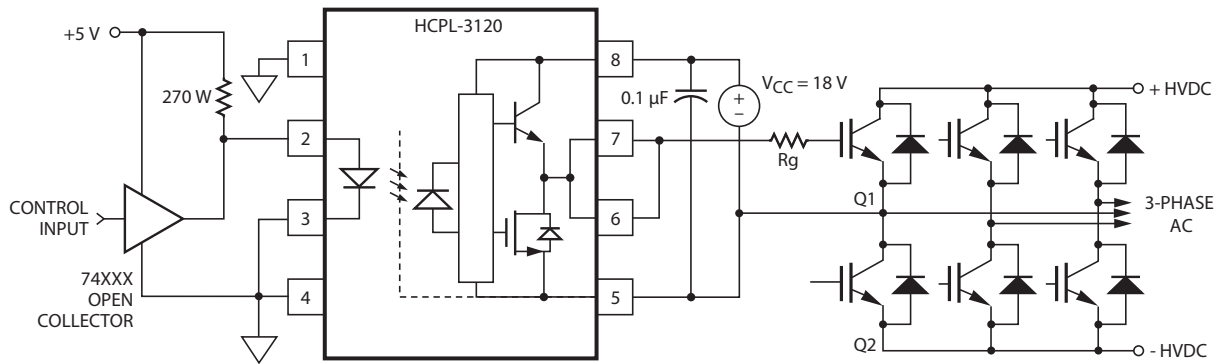 HCPL-3120
+5 V
270 W
1
2
3
4
8
7
6
5
0.1 µF
VCC = 18 V
+
−
Rg
+ HVDC
Q1
3-PHASE
AC
Q2
- HVDC
CONTROL
INPUT
74XXX
OPEN
COLLECTOR